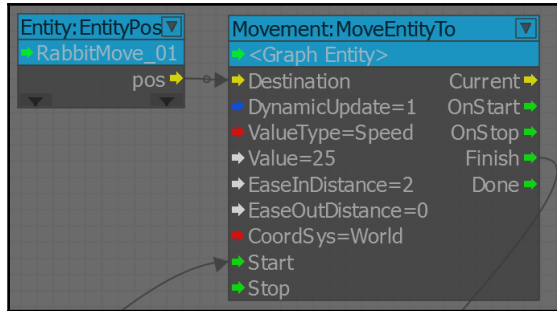 Entity:EntityPos
RabbitMove_01
pos
Movement:MoveEntityTo
<Graph Entity>
Destination
Current
DynamicUpdate=1
OnStart
ValueType=Speed
OnStop
Value=25
Finish
EaseInDistance=2
Done
EaseOutDistance=0
CoordSys=World
Start
Stop